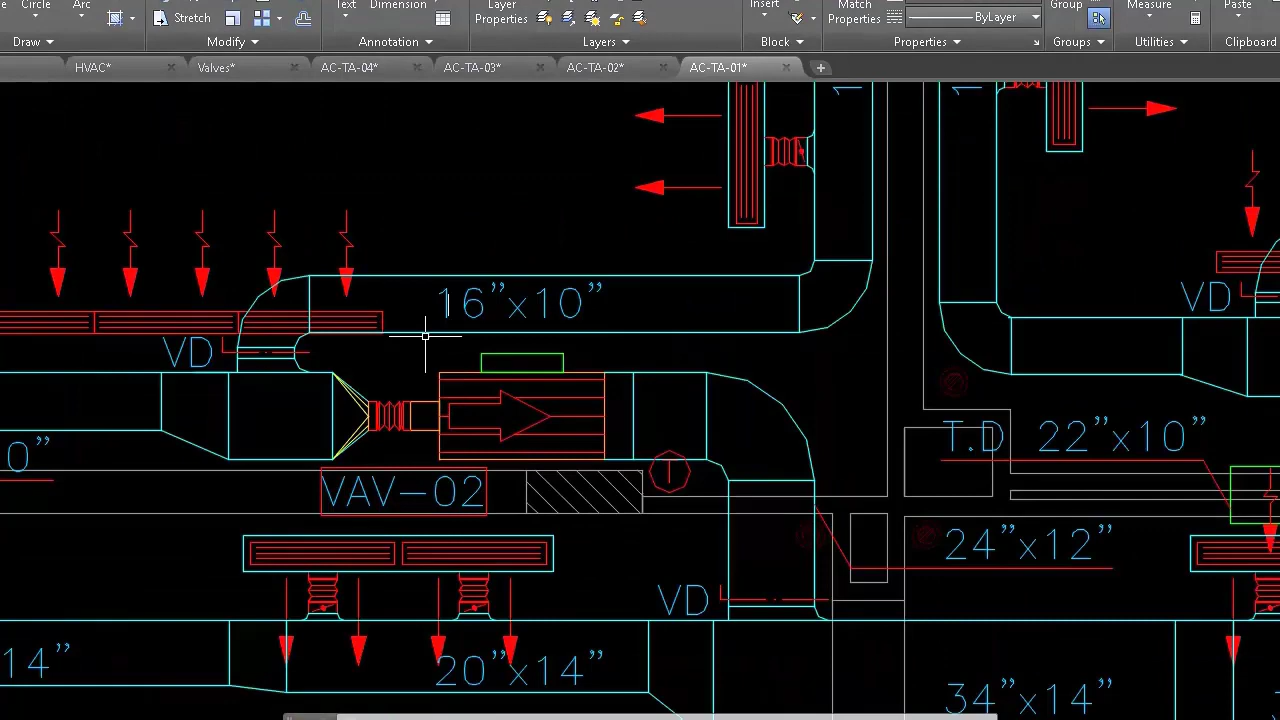 Circle Arc Text Dimension Layer Insert Match ByLayer Group Measure Paste
Stretch Properties Properties
Draw Modify Annotation Layers Block Properties Groups Utilities Clipboard
HVAC* Valves* AC-TA-04* AC-TA-03* AC-TA-02* AC-TA-01*
1 1
16”x10” VD
VD
0” T.D 22”x10”
T
VAV-02
24”x12”
VD
14” 20”x14”
34”x14”